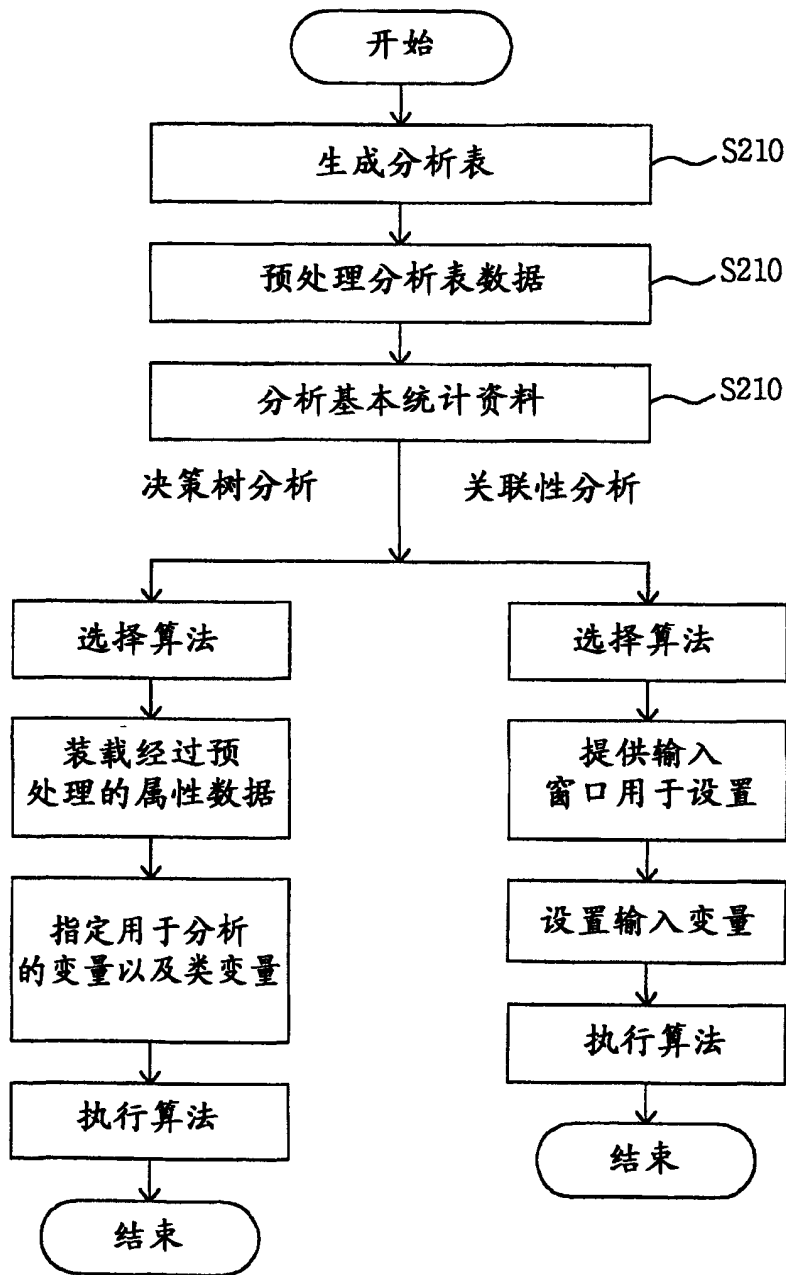 开始
生成分析表
S210
预处理分析表数据
S210
分析基本统计资料
S210
决策树分析
关联性分析
选择算法
装载经过预
处理的属性数据
指定用于分析
的变量以及类变量
执行算法
结束
选择算法
提供输入
窗口用于设置
设置输入变量
执行算法
结束